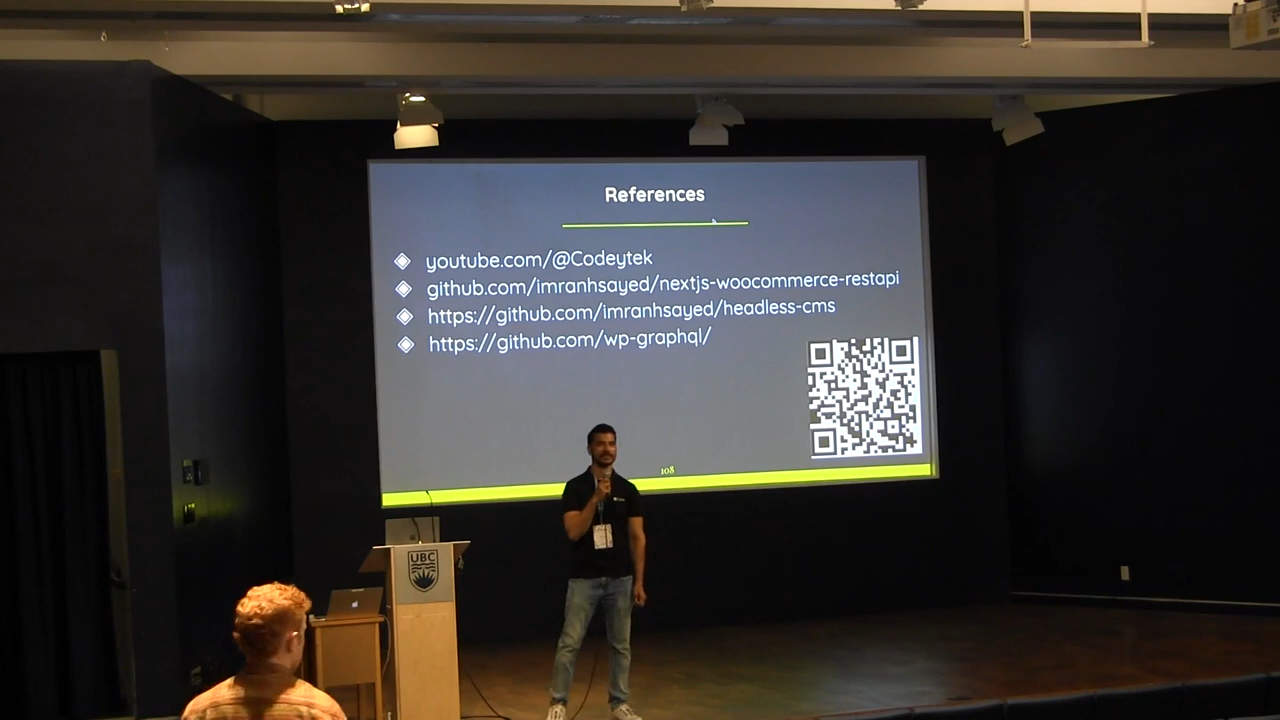 References
youtube.com/@Codeytek
github.com/imranhsayed/nextjs-woocommerce-restapi
https://github.com/imranhsayed/headless-cms
https://github.com/wp-graphql/
108
UBC